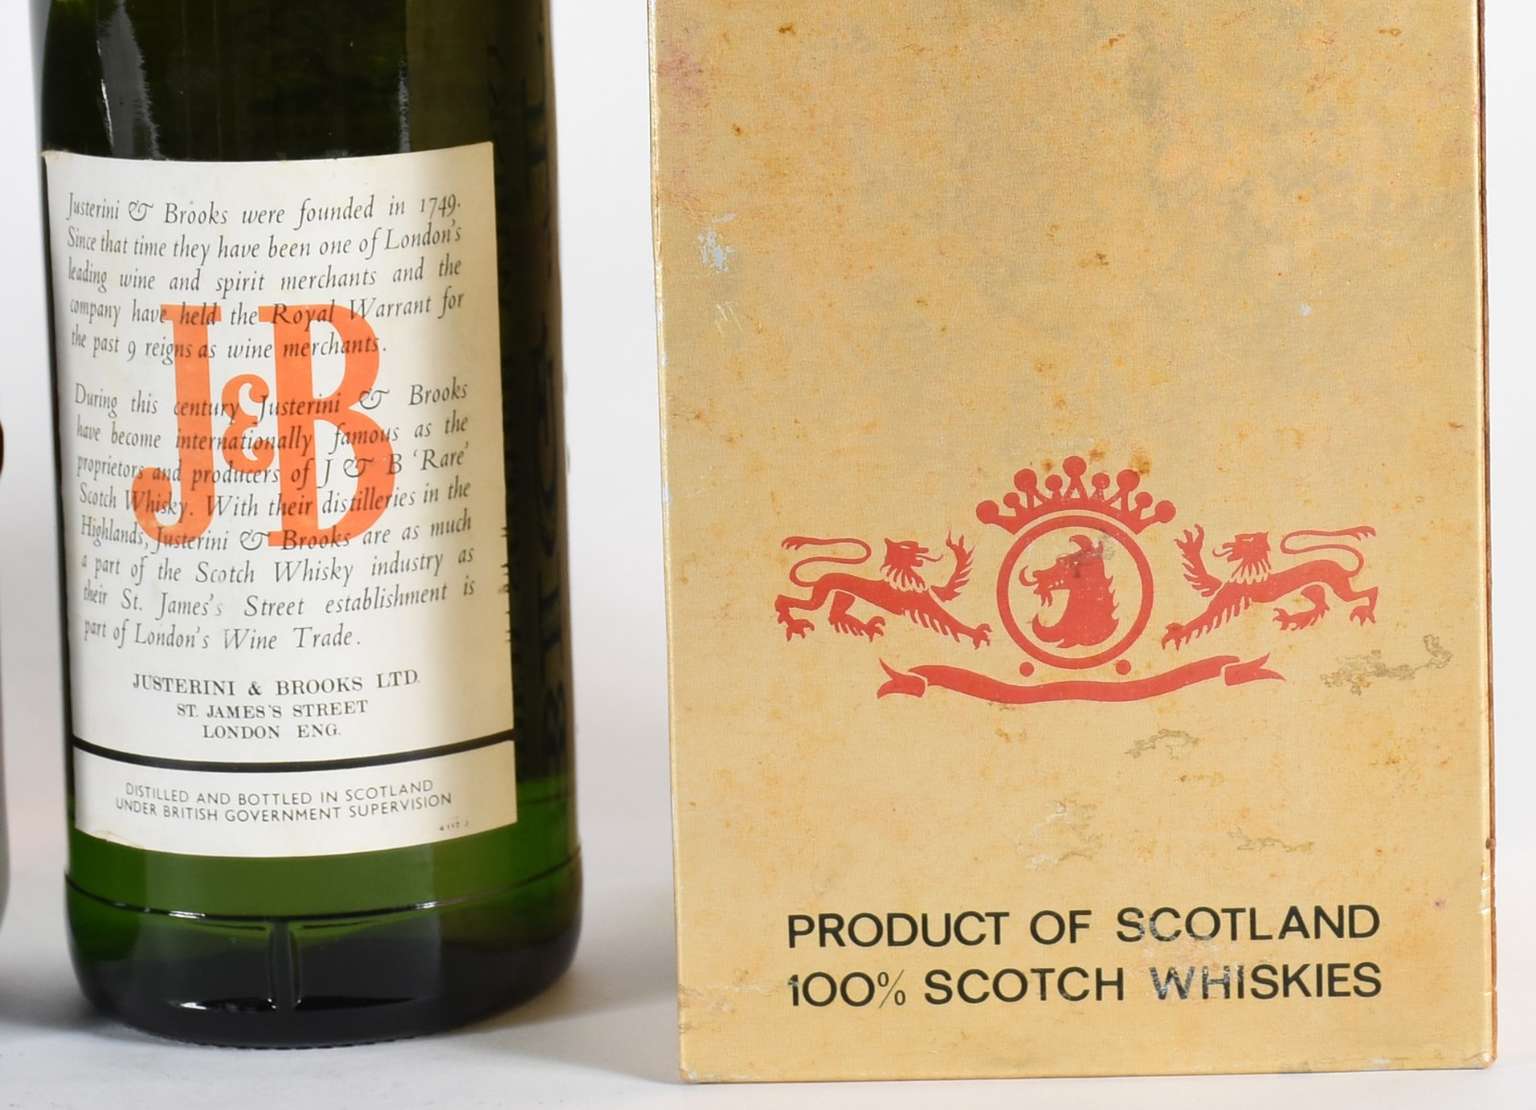 Justerini & Brooks were founded in 1749.
Since that time they have been one of London's
leading wine and spirit merchants and the
company have held the Royal Warrant for
the past 9 reigns as wine merchants.
During this century Justerini & Brooks
have become internationally famous as the
proprietors and producers of J & B 'Rare'
Scotch Whisky. With their distilleries in the
Highlands, Justerini & Brooks are as much
a part of the Scotch Whisky industry as
their St. James's Street establishment is
part of London's Wine Trade.
J&B
JUSTERINI & BROOKS LTD.
ST. JAMES'S STREET
LONDON ENG.
DISTILLED AND BOTTLED IN SCOTLAND
UNDER BRITISH GOVERNMENT SUPERVISION
PRODUCT OF SCOTLAND
100% SCOTCH WHISKIES